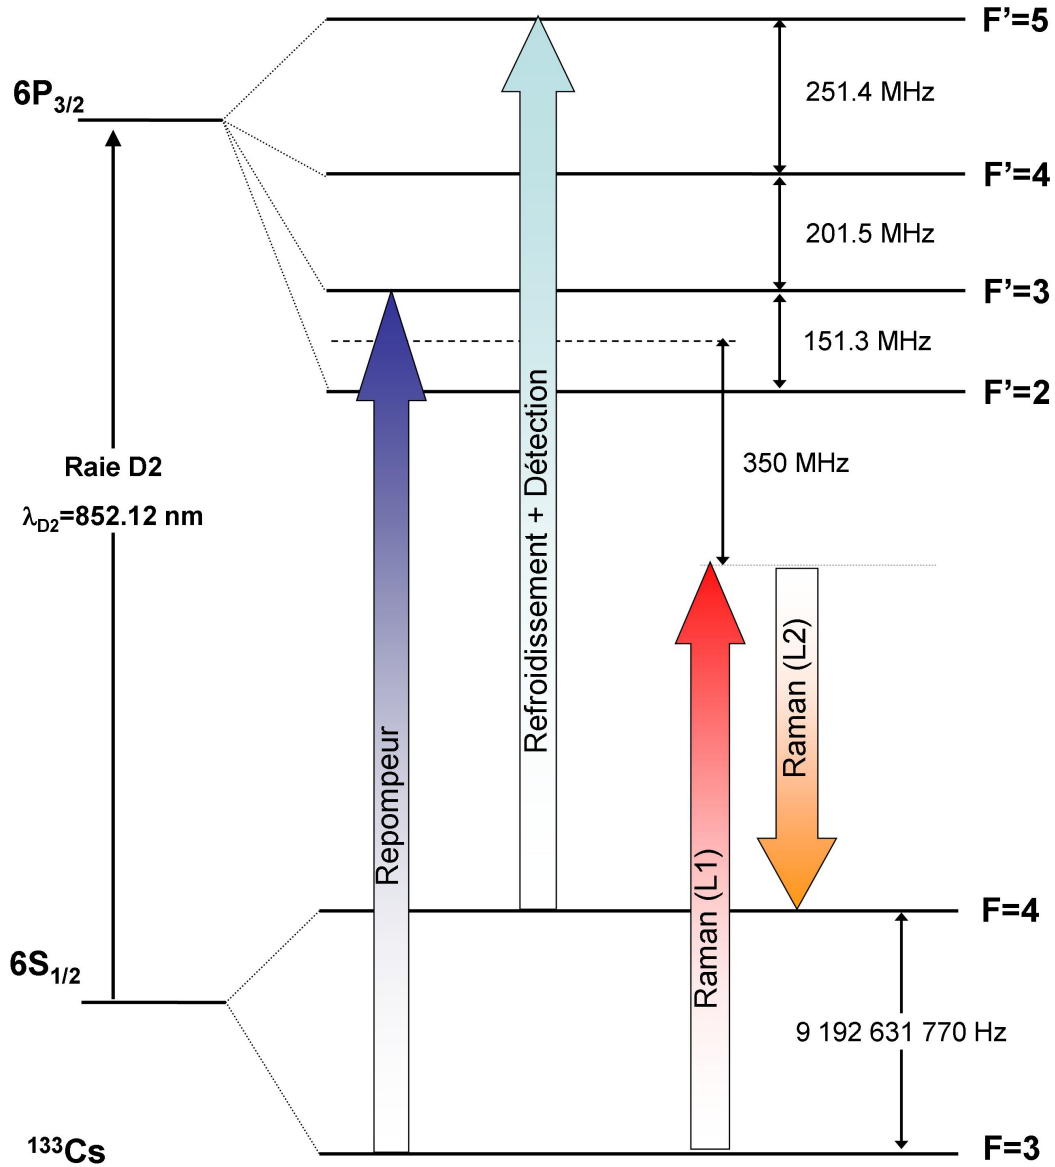 F'=5
6P3/2
251.4 MHz
F'=4
201.5 MHz
F'=3
151.3 MHz
F'=2
Raie D2
λD2=852.12 nm
350 MHz
Refroidissement + Détection
Repompeur
Raman (L1)
Raman (L2)
F=4
6S1/2
9 192 631 770 Hz
133Cs
F=3